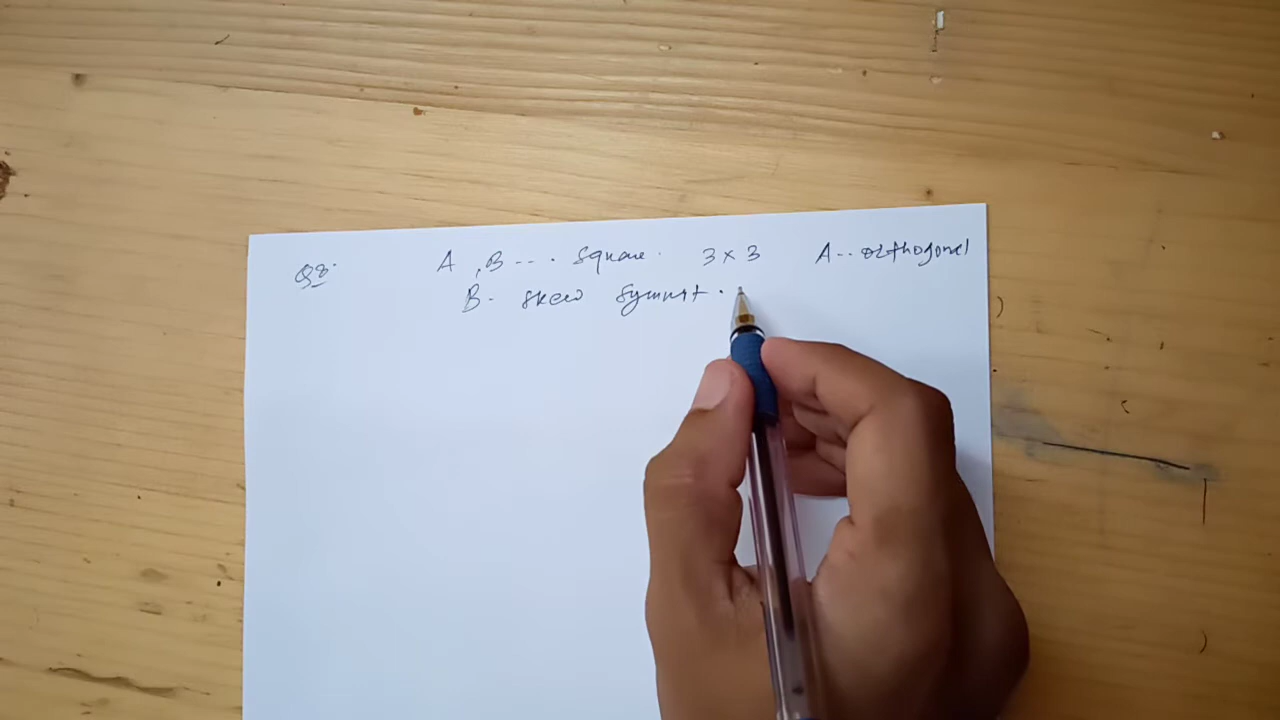 Q8. A , B --- . Square. 3 × 3 A -- orthogonal
B. skew symmt.